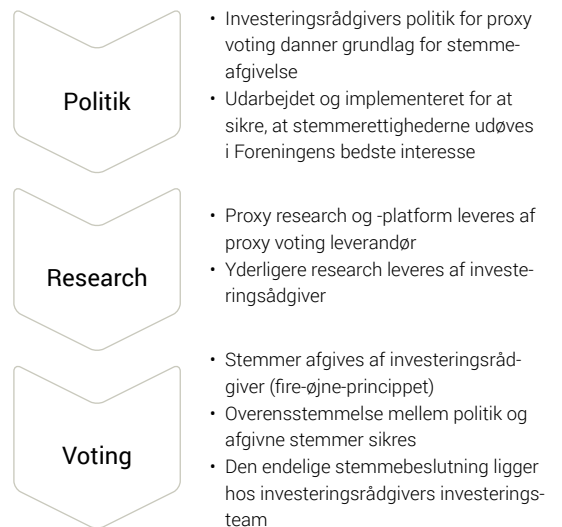 Politik
• Investeringsrådgivers politik for proxy
voting danner grundlag for stemme-
afgivelse
• Udarbejdet og implementeret for at
sikre, at stemmerettighederne udøves
i Foreningens bedste interesse
Research
• Proxy research og -platform leveres af
proxy voting leverandør
• Yderligere research leveres af investe-
ringsådgiver
Voting
• Stemmer afgives af investeringsråd-
giver (fire-øjne-princippet)
• Overensstemmelse mellem politik og
afgivne stemmer sikres
• Den endelige stemmebeslutning ligger
hos investeringsrådgivers investerings-
team